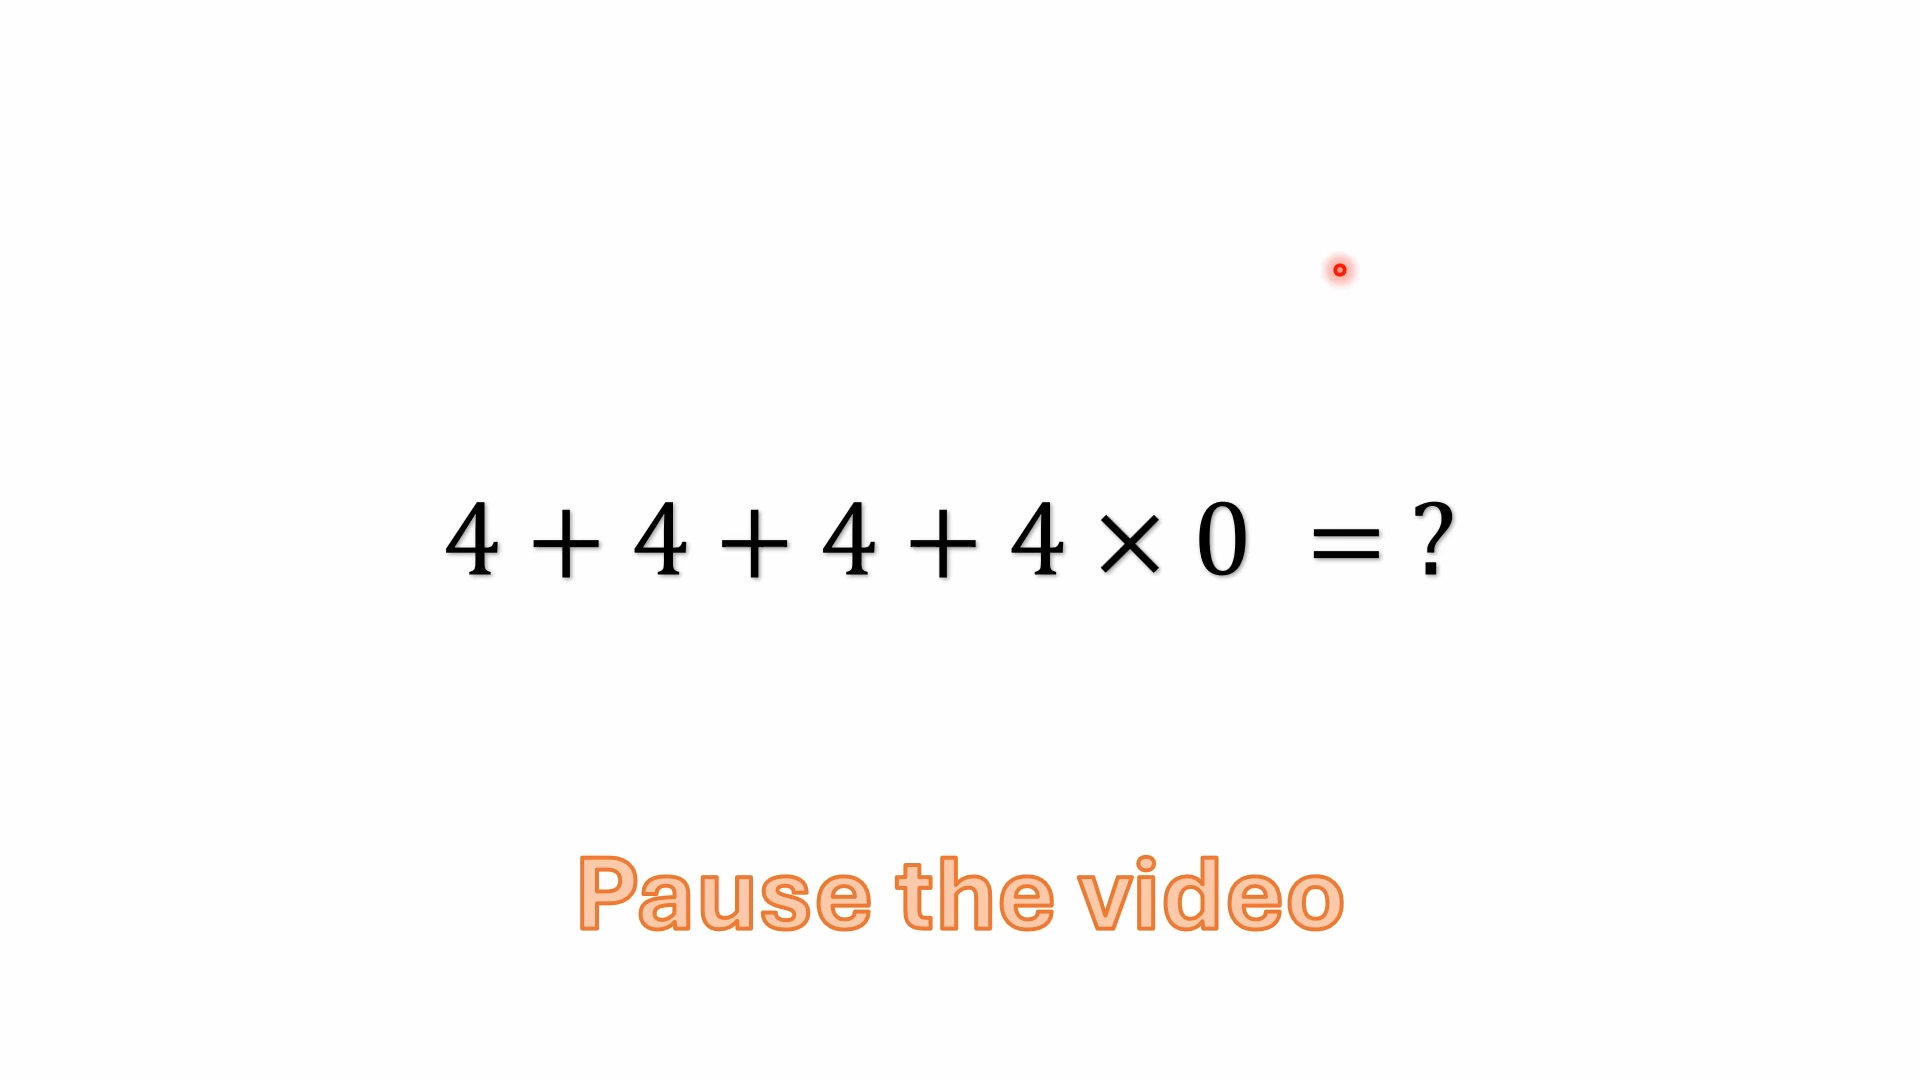 4 + 4 + 4 + 4 × 0 = ?
Pause the video